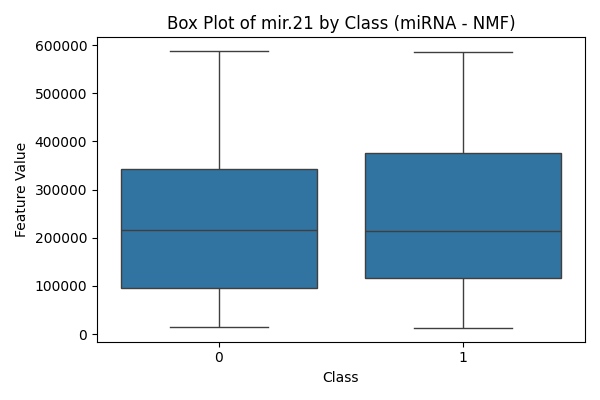 Box Plot of mir.21 by Class (miRNA - NMF)
600000
500000
400000
300000
200000
100000
0
Feature Value
0 1
Class